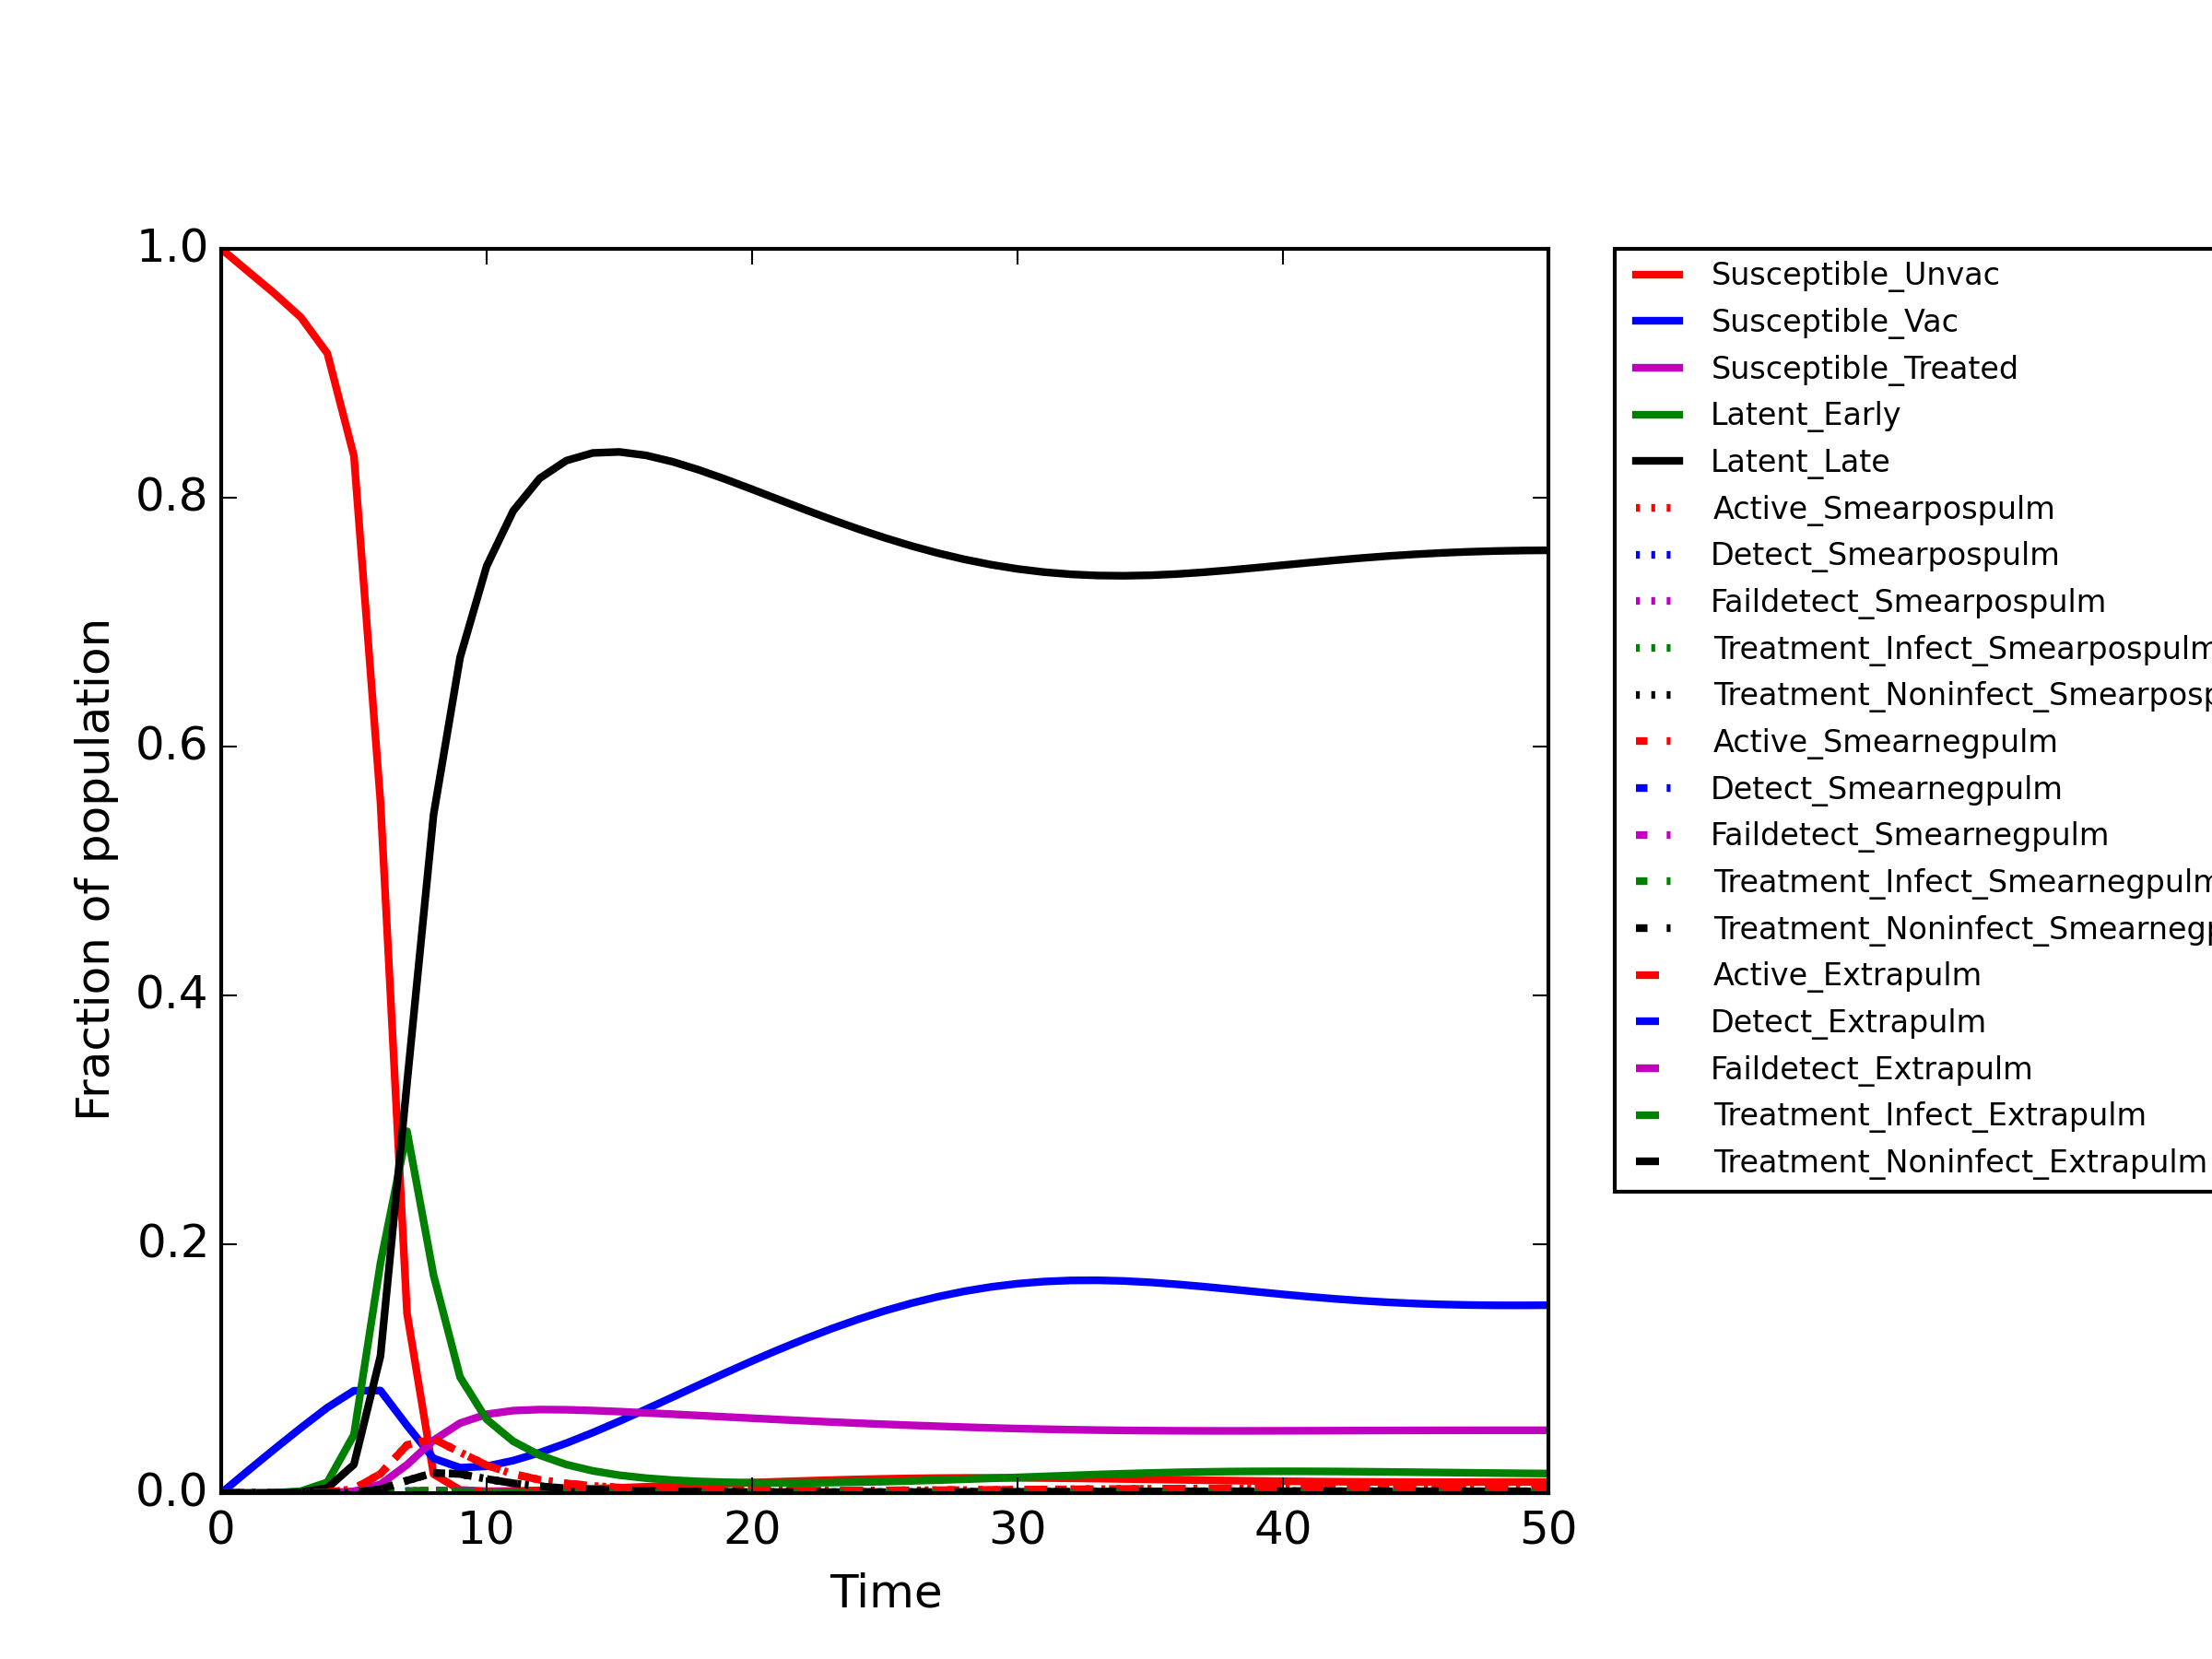 1.0
0.8
0.6
0.4
0.2
0.0
Fraction of population
0 10 20 30 40 50
Time
Susceptible_Unvac
Susceptible_Vac
Susceptible_Treated
Latent_Early
Latent_Late
Active_Smearpospulm
Detect_Smearpospulm
Faildetect_Smearpospulm
Treatment_Infect_Smearpospulm
Treatment_Noninfect_Smearposp
Active_Smearnegpulm
Detect_Smearnegpulm
Faildetect_Smearnegpulm
Treatment_Infect_Smearnegpulm
Treatment_Noninfect_Smearnegp
Active_Extrapulm
Detect_Extrapulm
Faildetect_Extrapulm
Treatment_Infect_Extrapulm
Treatment_Noninfect_Extrapulm